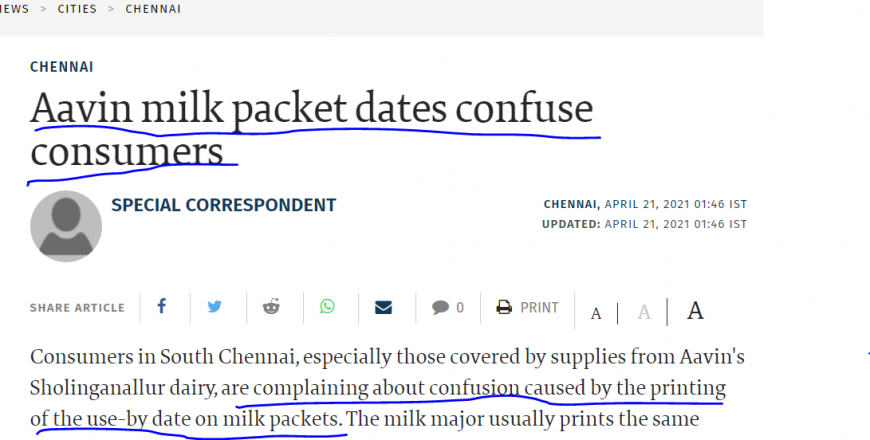 NEWS > CITIES > CHENNAI
CHENNAI
Aavin milk packet dates confuse
consumers
SPECIAL CORRESPONDENT
CHENNAI, APRIL 21, 2021 01:46 IST
UPDATED: APRIL 21, 2021 01:46 IST
SHARE ARTICLE 0 PRINT A A A
Consumers in South Chennai, especially those covered by supplies from Aavin's
Sholinganallur dairy, are complaining about confusion caused by the printing
of the use-by date on milk packets. The milk major usually prints the same